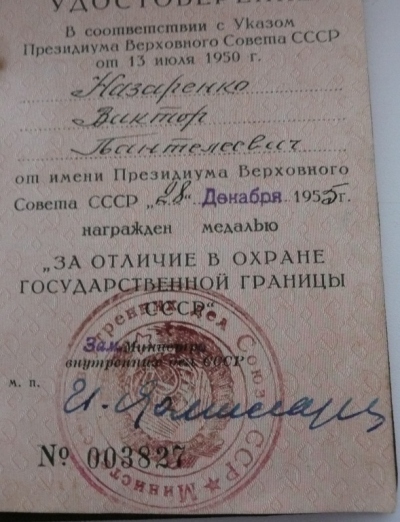 УДОСТОВЕРЕНИЕ
В соответствии с Указом
Президиума Верховного Совета СССР
от 13 июля 1950 г.
Назаренко
Виктор
Пантелеевич
от имени Президиума Верховного
Совета СССР „28“ Декабря 1955 г.
награжден медалью
„ЗА ОТЛИЧИЕ В ОХРАНЕ
ГОСУДАРСТВЕННОЙ ГРАНИЦЫ
СССР“
Зам. Министра
внутренних дел СССР
м. п.
№ 003827